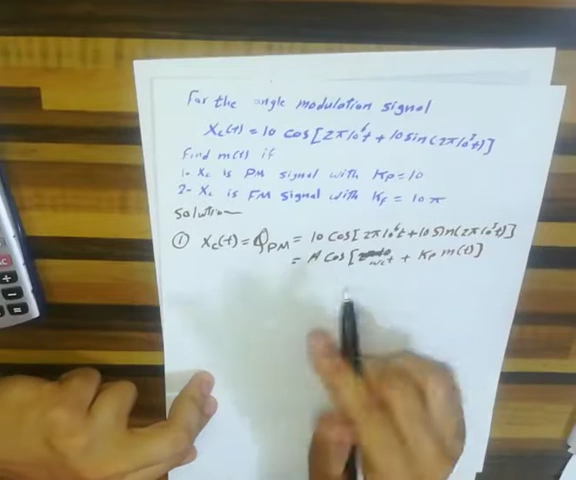 For the angle modulation signal
Xc(t) = 10 cos[2π10⁶t + 10 sin(2π10³t)]
Find m(t) if
1- Xc is PM signal with Kp = 10
2- Xc is FM signal with Kf = 10 π
solution
① Xc(t) = φPM = 10 cos[2π10⁶t + 10 sin(2π10³t)]
= A cos[wct + Kp m(t)]